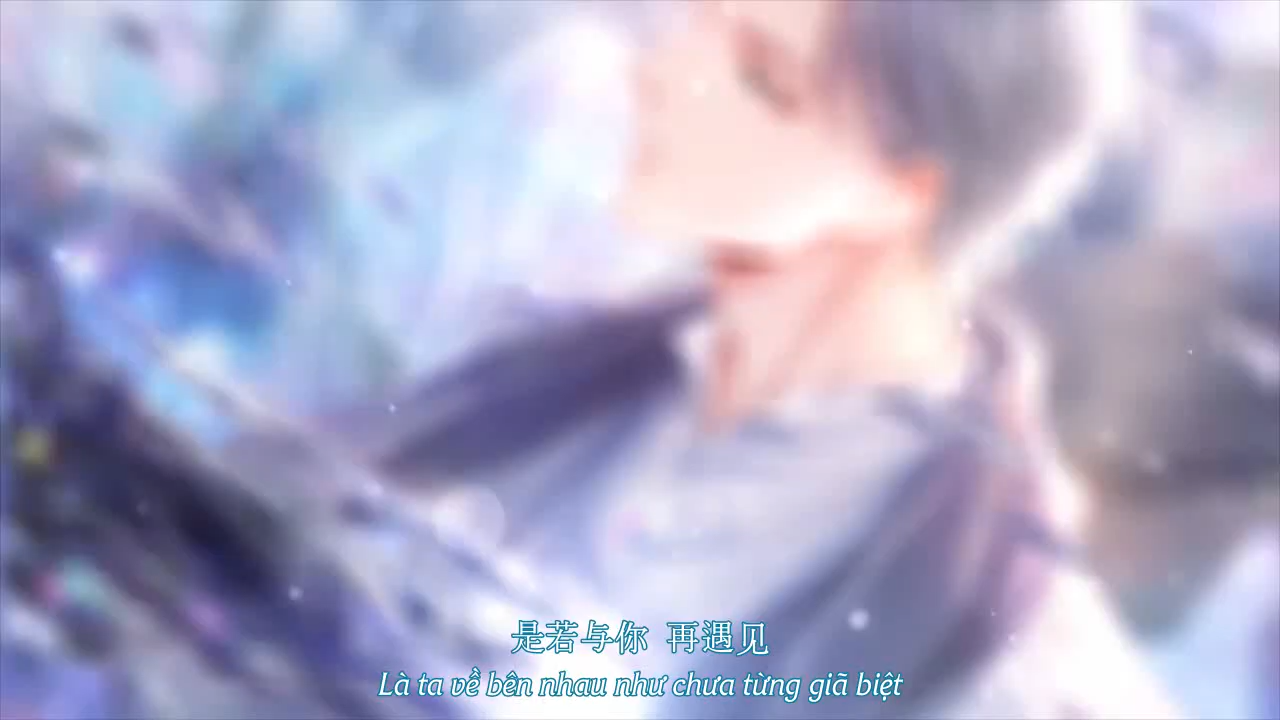 是若与你 再遇见
Là ta về bên nhau như chưa từng giã biệt